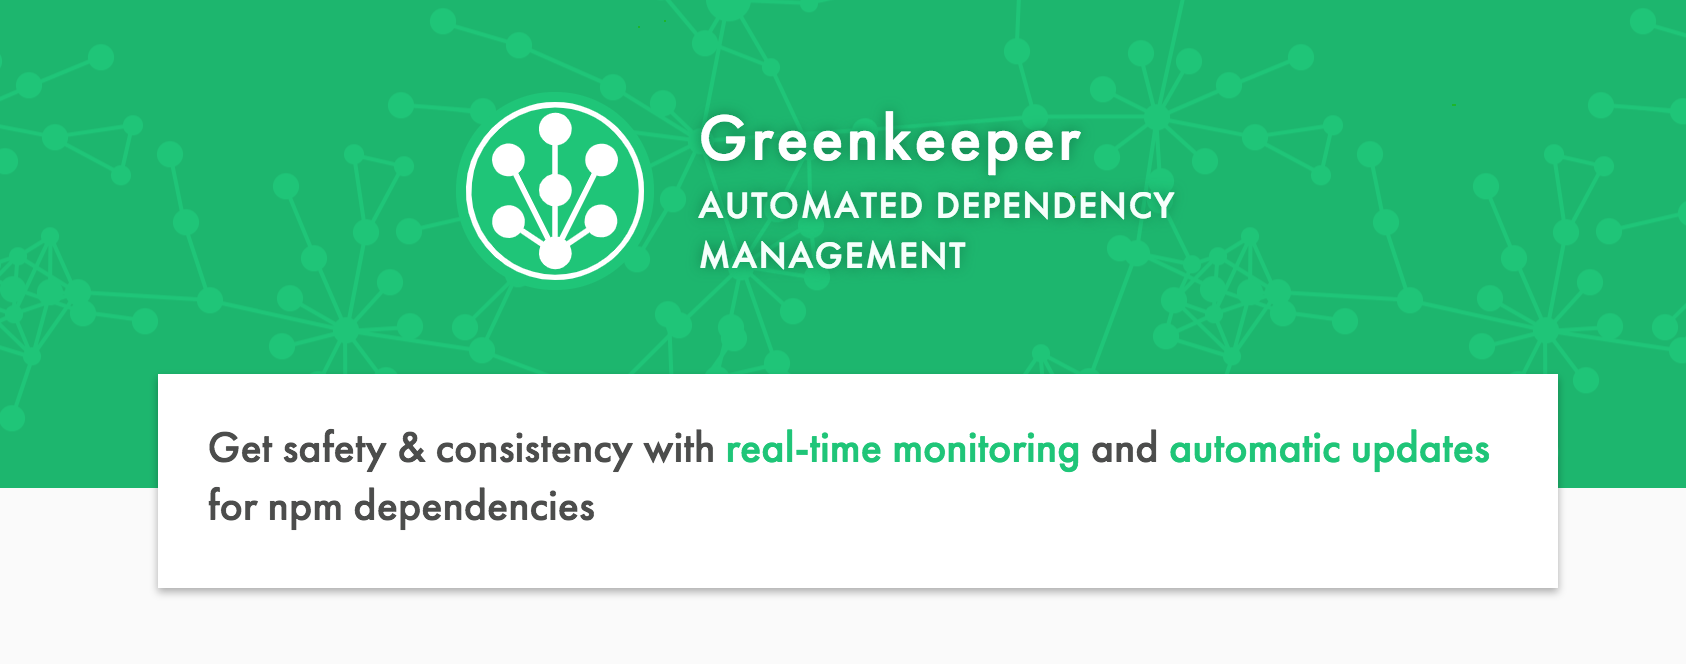 Greenkeeper
AUTOMATED DEPENDENCY
MANAGEMENT
Get safety & consistency with real-time monitoring and automatic updates
for npm dependencies